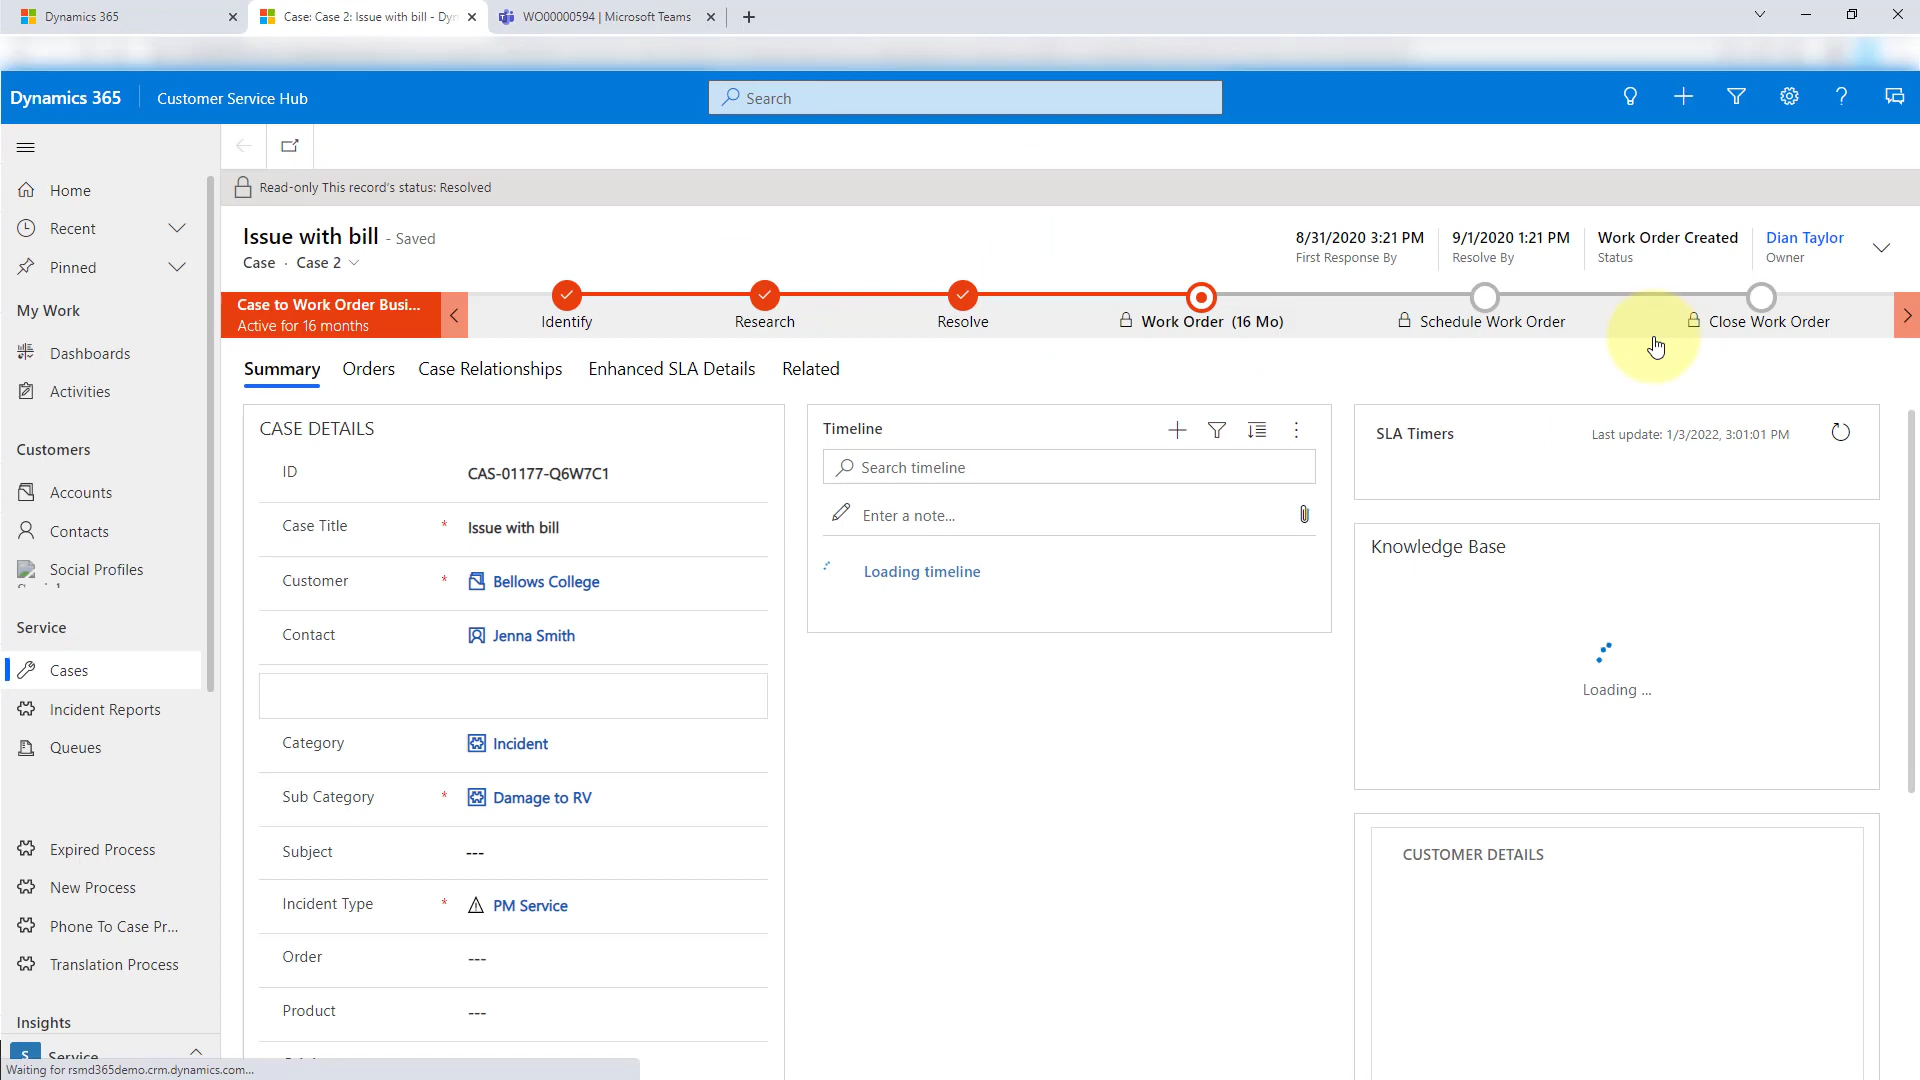 Dynamics 365
Case: Case 2: Issue with bill - Dyn
WO00000594 | Microsoft Teams
Dynamics 365
Customer Service Hub
Search
Read-only This record's status: Resolved
Issue with bill - Saved
Case · Case 2
8/31/2020 3:21 PM
First Response By
9/1/2020 1:21 PM
Resolve By
Work Order Created
Status
Dian Taylor
Owner
Case to Work Order Busi...
Active for 16 months
Identify
Research
Resolve
Work Order (16 Mo)
Schedule Work Order
Close Work Order
Summary
Orders
Case Relationships
Enhanced SLA Details
Related
Home
Recent
Pinned
My Work
Dashboards
Activities
Customers
Accounts
Contacts
Social Profiles
Service
Cases
Incident Reports
Queues
Expired Process
New Process
Phone To Case Pr...
Translation Process
Insights
S Service
Waiting for rsmd365demo.crm.dynamics.com...
CASE DETAILS
ID
CAS-01177-Q6W7C1
Case Title * Issue with bill
Customer * Bellows College
Contact
Jenna Smith
Category
Incident
Sub Category * Damage to RV
Subject
---
Incident Type * PM Service
Order
---
Product
---
Timeline
Search timeline
Enter a note...
Loading timeline
SLA Timers
Last update: 1/3/2022, 3:01:01 PM
Knowledge Base
Loading ...
CUSTOMER DETAILS